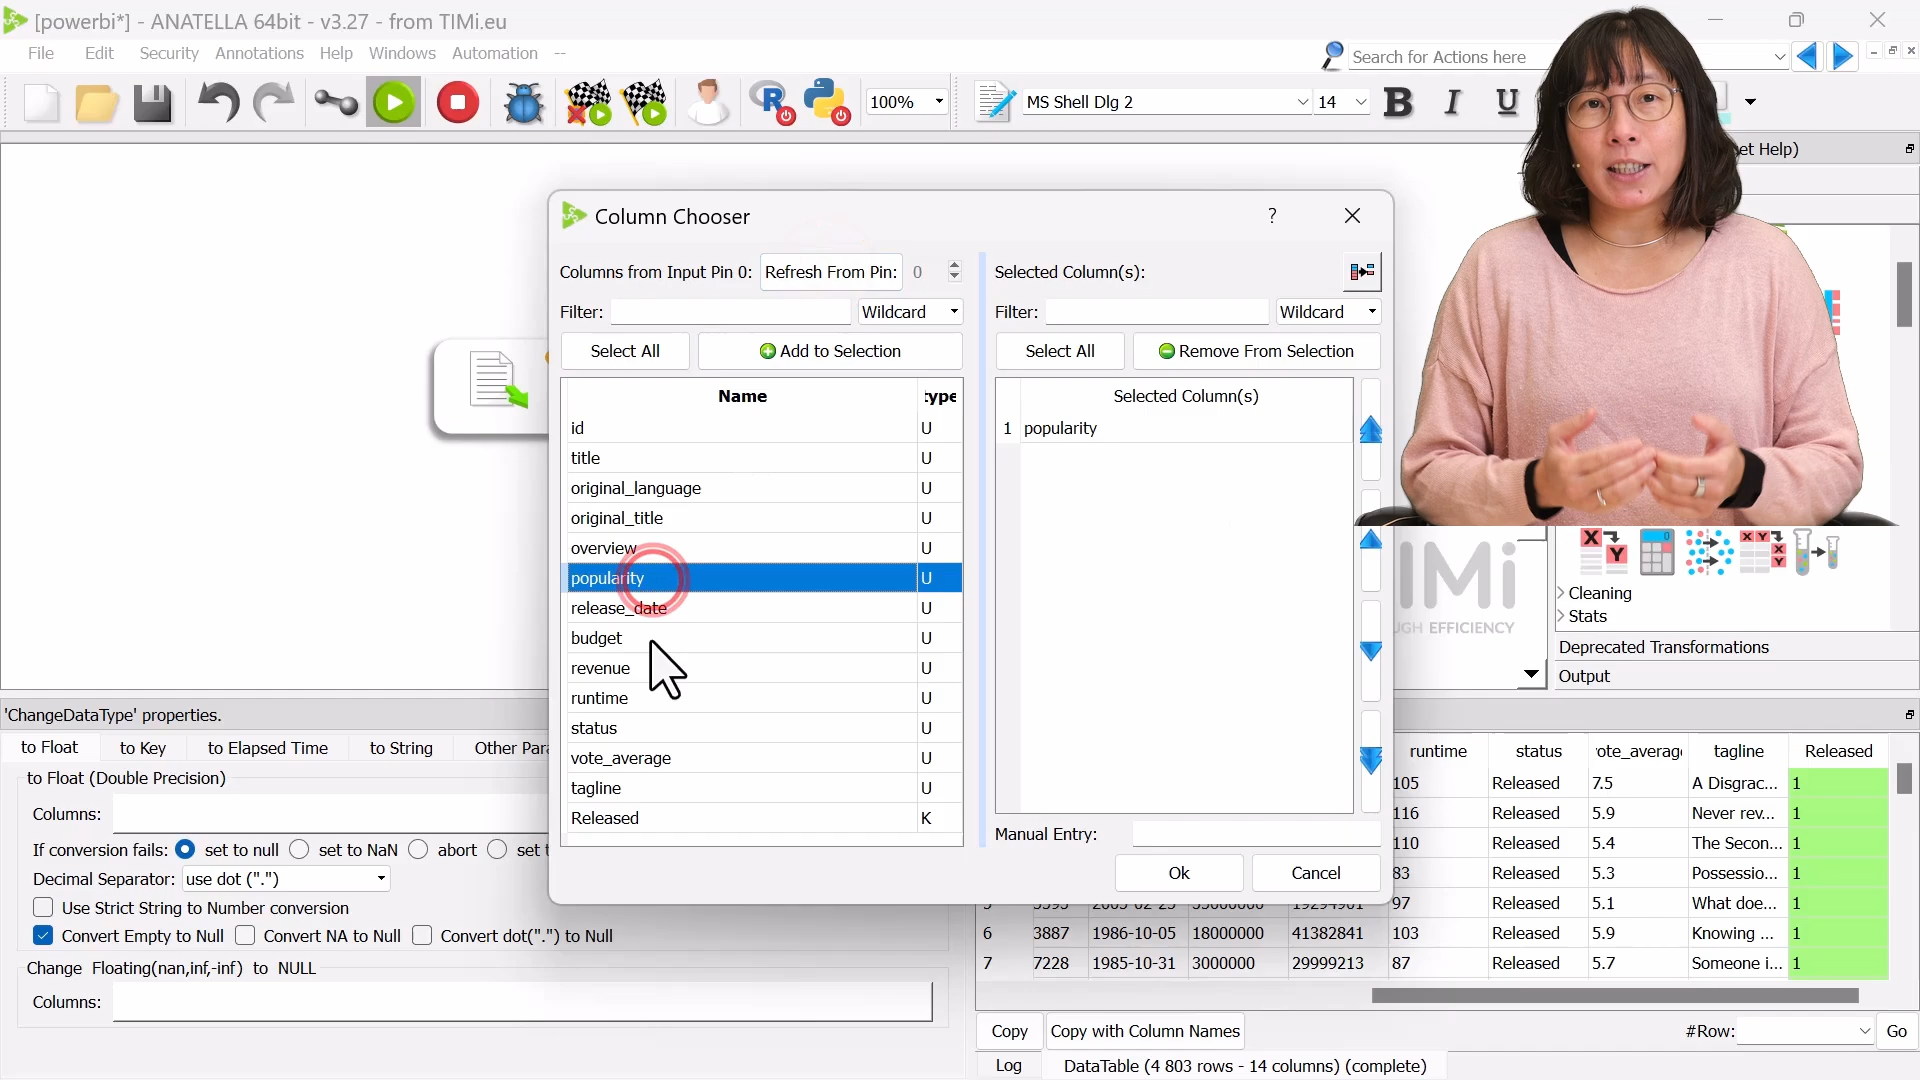 [powerbi*] - ANATELLA 64bit - v3.27 - from TIMi.eu
File Edit Security Annotations Help Windows Automation --
Search for Actions here
R
100%
MS Shell Dlg 2
14
B I U
et Help)
Column Chooser
?
Columns from Input Pin 0: Refresh From Pin: 0
Selected Column(s):
Filter: Wildcard
Filter: Wildcard
Select All Add to Selection
Select All Remove From Selection
Name type
id U
title U
original_language U
original_title U
overview U
popularity U
release_date U
budget U
revenue U
runtime U
status U
vote_average U
tagline U
Released K
Selected Column(s)
1 popularity
Manual Entry:
Ok Cancel
X Y
X Y X Y
TIMi
UGH EFFICIENCY
Cleaning
Stats
Deprecated Transformations
Output
'ChangeDataType' properties.
to Float to Key to Elapsed Time to String Other Par
to Float (Double Precision)
Columns:
If conversion fails: set to null set to NaN abort set t
Decimal Separator: use dot (".")
Use Strict String to Number conversion
Convert Empty to Null Convert NA to Null Convert dot(".") to Null
Change Floating(nan,inf,-inf) to NULL
Columns:
runtime status ote_average tagline Released
105 Released 7.5 A Disgrac... 1
116 Released 5.9 Never rev... 1
110 Released 5.4 The Secon... 1
83 Released 5.3 Possessio... 1
97 Released 5.1 What doe... 1
6 3887 1986-10-05 18000000 41382841 103 Released 5.9 Knowing ... 1
7 7228 1985-10-31 3000000 29999213 87 Released 5.7 Someone i... 1
Copy Copy with Column Names
#Row: Go
Log DataTable (4 803 rows - 14 columns) (complete)